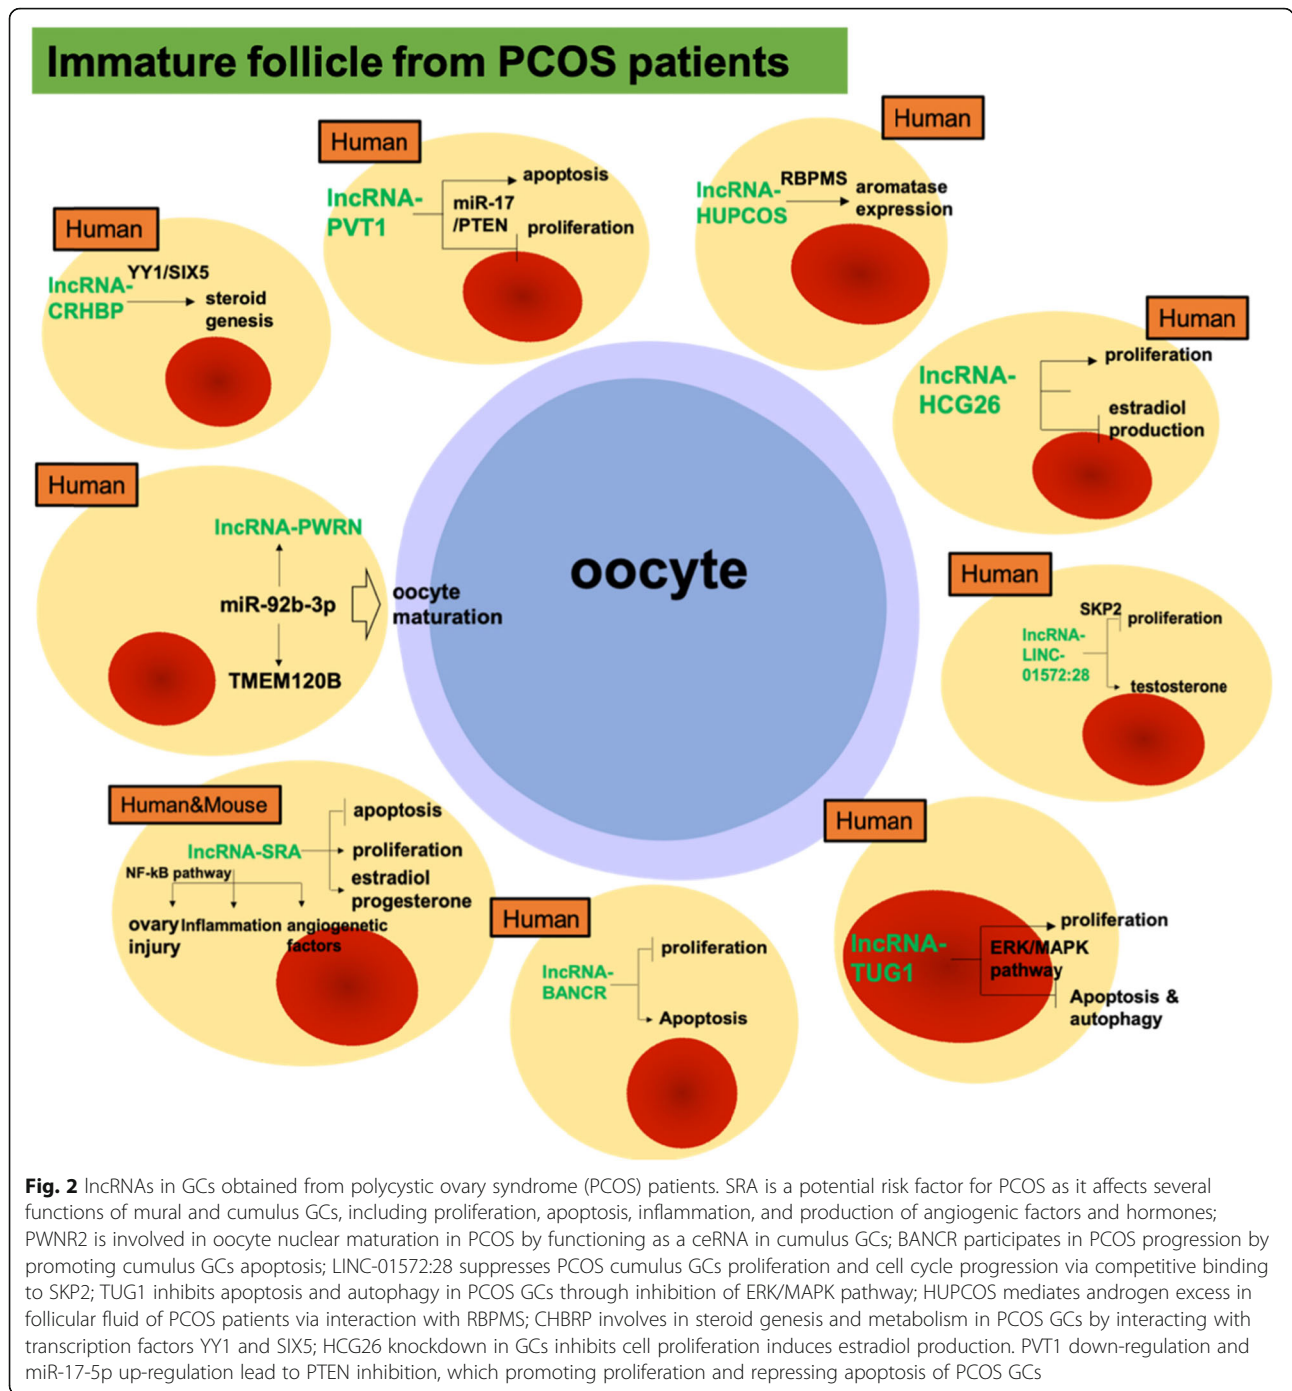 Immature follicle from PCOS patients
Human
lncRNA-
PVT1
miR-17
/PTEN
apoptosis
proliferation
Human
lncRNA-
HUPCOS
RBPMS
aromatase
expression
Human
lncRNA-
CRHBP
YY1/SIX5
steroid
genesis
Human
lncRNA-
HCG26
proliferation
estradiol
production
Human
lncRNA-PWRN
miR-92b-3p
TMEM120B
oocyte
maturation
oocyte
Human
SKP2
lncRNA-
LINC-
01572:28
proliferation
testosterone
Human&Mouse
lncRNA-SRA
apoptosis
proliferation
estradiol
progesterone
NF-kB pathway
ovary
injury
Inflammation
angiogenetic
factors
Human
lncRNA-
BANCR
proliferation
Apoptosis
Human
lncRNA-
TUG1
ERK/MAPK
pathway
proliferation
Apoptosis &
autophagy
Fig. 2 lncRNAs in GCs obtained from polycystic ovary syndrome (PCOS) patients. SRA is a potential risk factor for PCOS as it affects several
functions of mural and cumulus GCs, including proliferation, apoptosis, inflammation, and production of angiogenic factors and hormones;
PWNR2 is involved in oocyte nuclear maturation in PCOS by functioning as a ceRNA in cumulus GCs; BANCR participates in PCOS progression by
promoting cumulus GCs apoptosis; LINC-01572:28 suppresses PCOS cumulus GCs proliferation and cell cycle progression via competitive binding
to SKP2; TUG1 inhibits apoptosis and autophagy in PCOS GCs through inhibition of ERK/MAPK pathway; HUPCOS mediates androgen excess in
follicular fluid of PCOS patients via interaction with RBPMS; CHBRP involves in steroid genesis and metabolism in PCOS GCs by interacting with
transcription factors YY1 and SIX5; HCG26 knockdown in GCs inhibits cell proliferation induces estradiol production. PVT1 down-regulation and
miR-17-5p up-regulation lead to PTEN inhibition, which promoting proliferation and repressing apoptosis of PCOS GCs